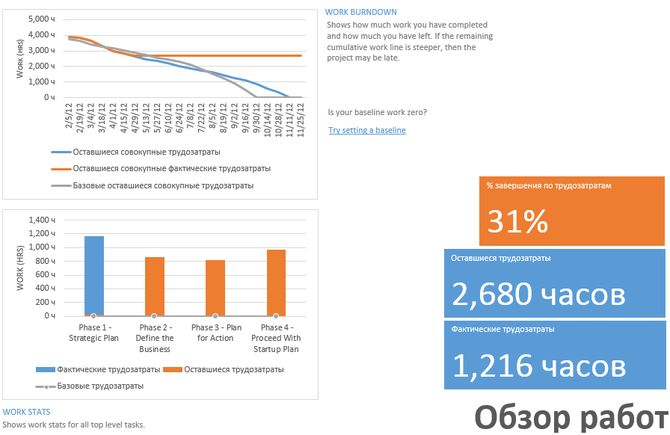 WORK BURNDOWN
Shows how much work you have completed
and how much you have left. If the remaining
cumulative work line is steeper, then the
project may be late.
Is your baseline work zero?
Try setting a baseline
WORK (HRS)
5,000 ч
4,000 ч
3,000 ч
2,000 ч
1,000 ч
0 ч
2/5/12
2/19/12
3/4/12
3/18/12
4/1/12
4/15/12
4/29/12
5/13/12
5/27/12
6/10/12
6/24/12
7/8/12
7/22/12
8/5/12
8/19/12
9/2/12
9/16/12
9/30/12
10/14/12
10/28/12
11/11/12
11/25/12
Оставшиеся совокупные трудозатраты
Оставшиеся совокупные фактические трудозатраты
Базовые оставшиеся совокупные трудозатраты
% завершения по трудозатратам
31%
Оставшиеся трудозатраты
2,680 часов
Фактические трудозатраты
1,216 часов
WORK (HRS)
1,400 ч
1,200 ч
1,000 ч
800 ч
600 ч
400 ч
200 ч
0 ч
Phase 1 -
Strategic Plan
Phase 2 -
Define the
Business
Phase 3 - Plan
for Action
Phase 4 -
Proceed With
Startup Plan
Фактические трудозатраты
Оставшиеся трудозатраты
Базовые трудозатраты
WORK STATS
Shows work stats for all top level tasks.
Обзор работ